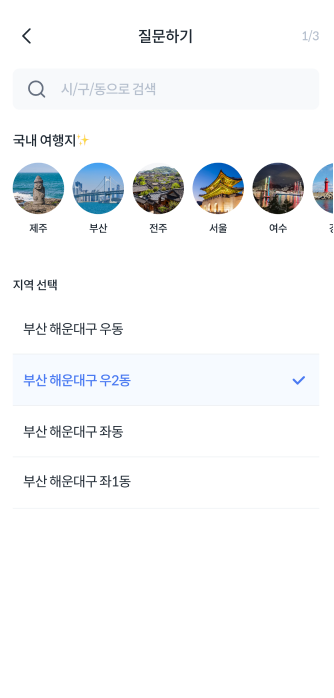 질문하기
1/3
시/구/동으로 검색
국내 여행지✨
제주
부산
전주
서울
여수
지역 선택
부산 해운대구 우동
부산 해운대구 우2동
부산 해운대구 좌동
부산 해운대구 좌1동